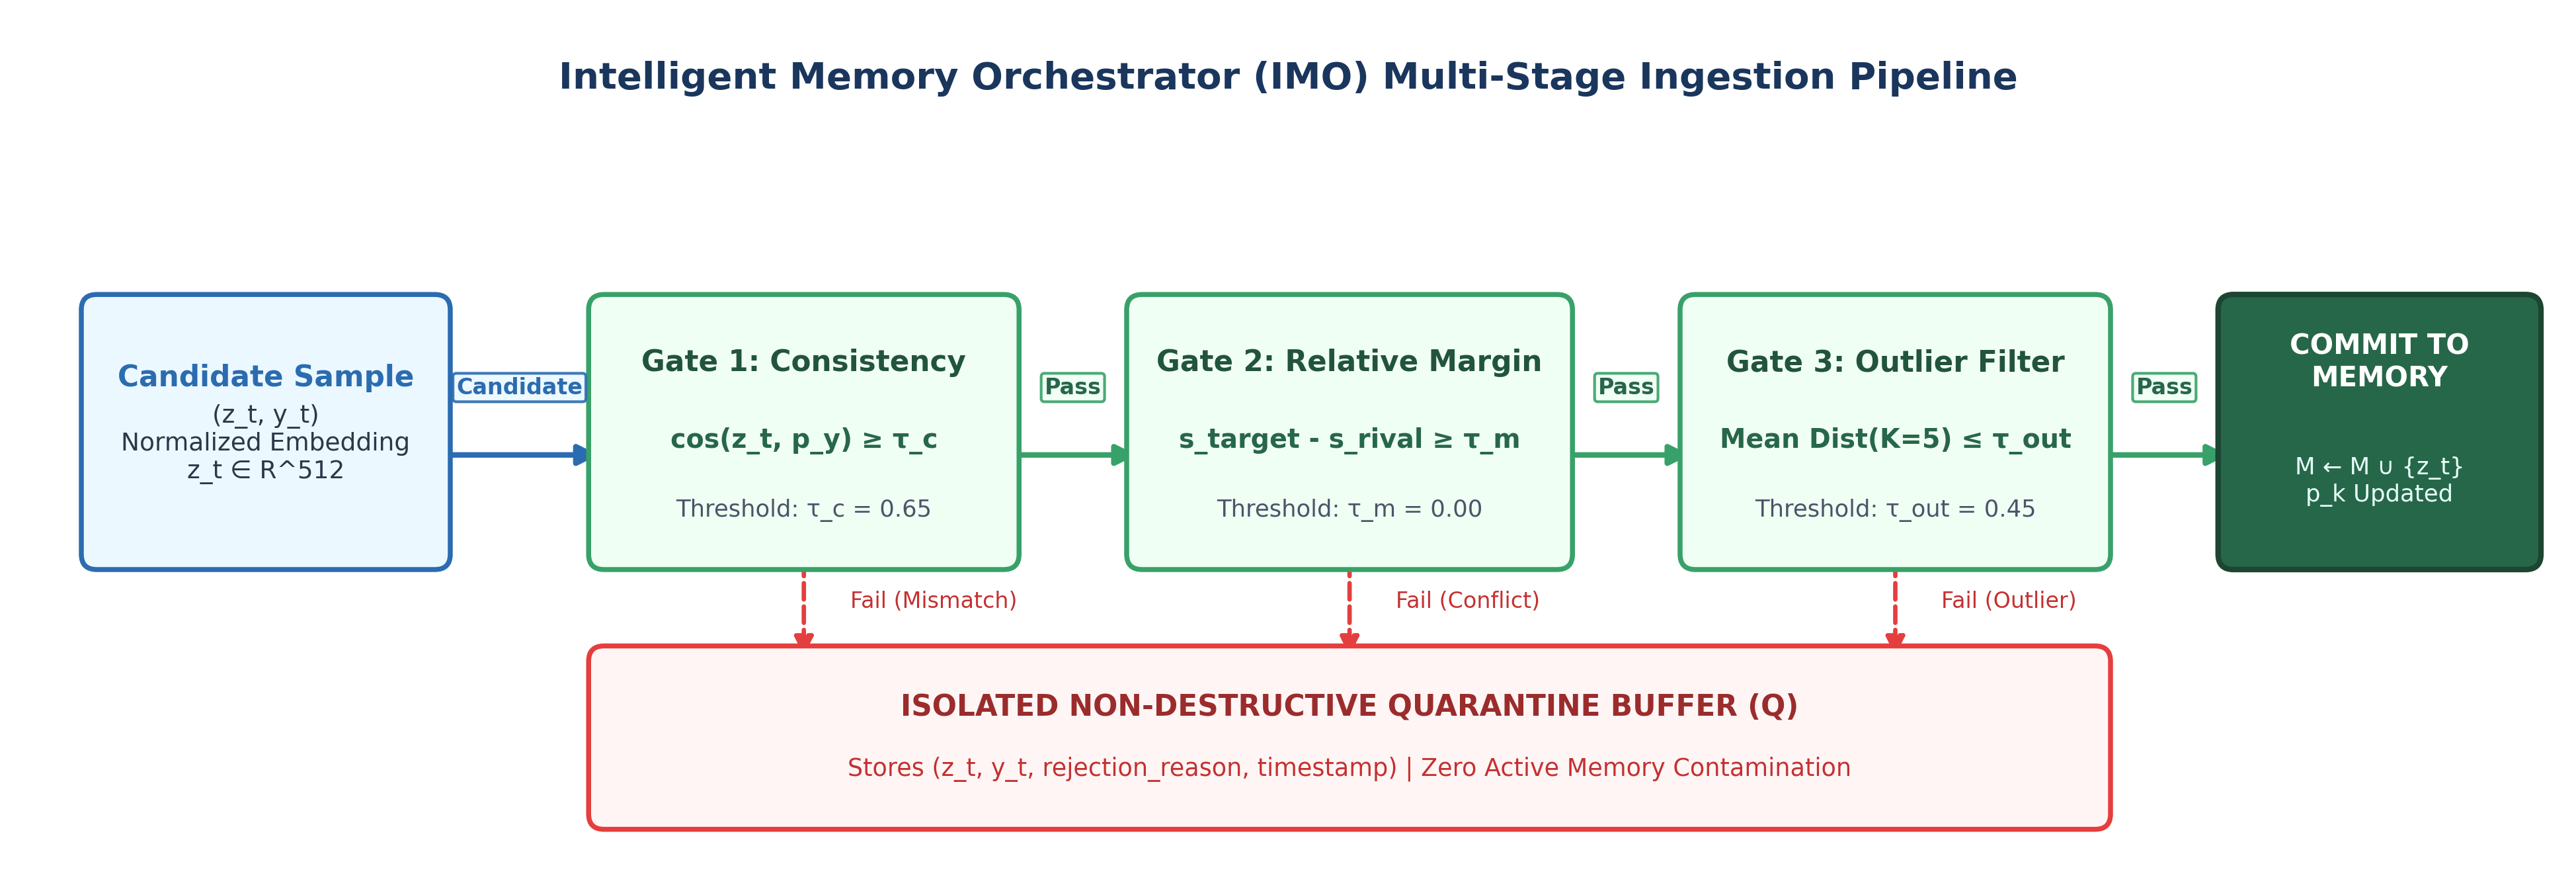 Intelligent Memory Orchestrator (IMO) Multi-Stage Ingestion Pipeline
Candidate Sample
(z_t, y_t)
Normalized Embedding
z_t ∈ R^512
Candidate
Gate 1: Consistency
cos(z_t, p_y) ≥ τ_c
Threshold: τ_c = 0.65
Pass
Gate 2: Relative Margin
s_target - s_rival ≥ τ_m
Threshold: τ_m = 0.00
Pass
Gate 3: Outlier Filter
Mean Dist(K=5) ≤ τ_out
Threshold: τ_out = 0.45
Pass
COMMIT TO
MEMORY
M ← M ∪ {z_t}
p_k Updated
Fail (Mismatch)
Fail (Conflict)
Fail (Outlier)
ISOLATED NON-DESTRUCTIVE QUARANTINE BUFFER (Q)
Stores (z_t, y_t, rejection_reason, timestamp) | Zero Active Memory Contamination